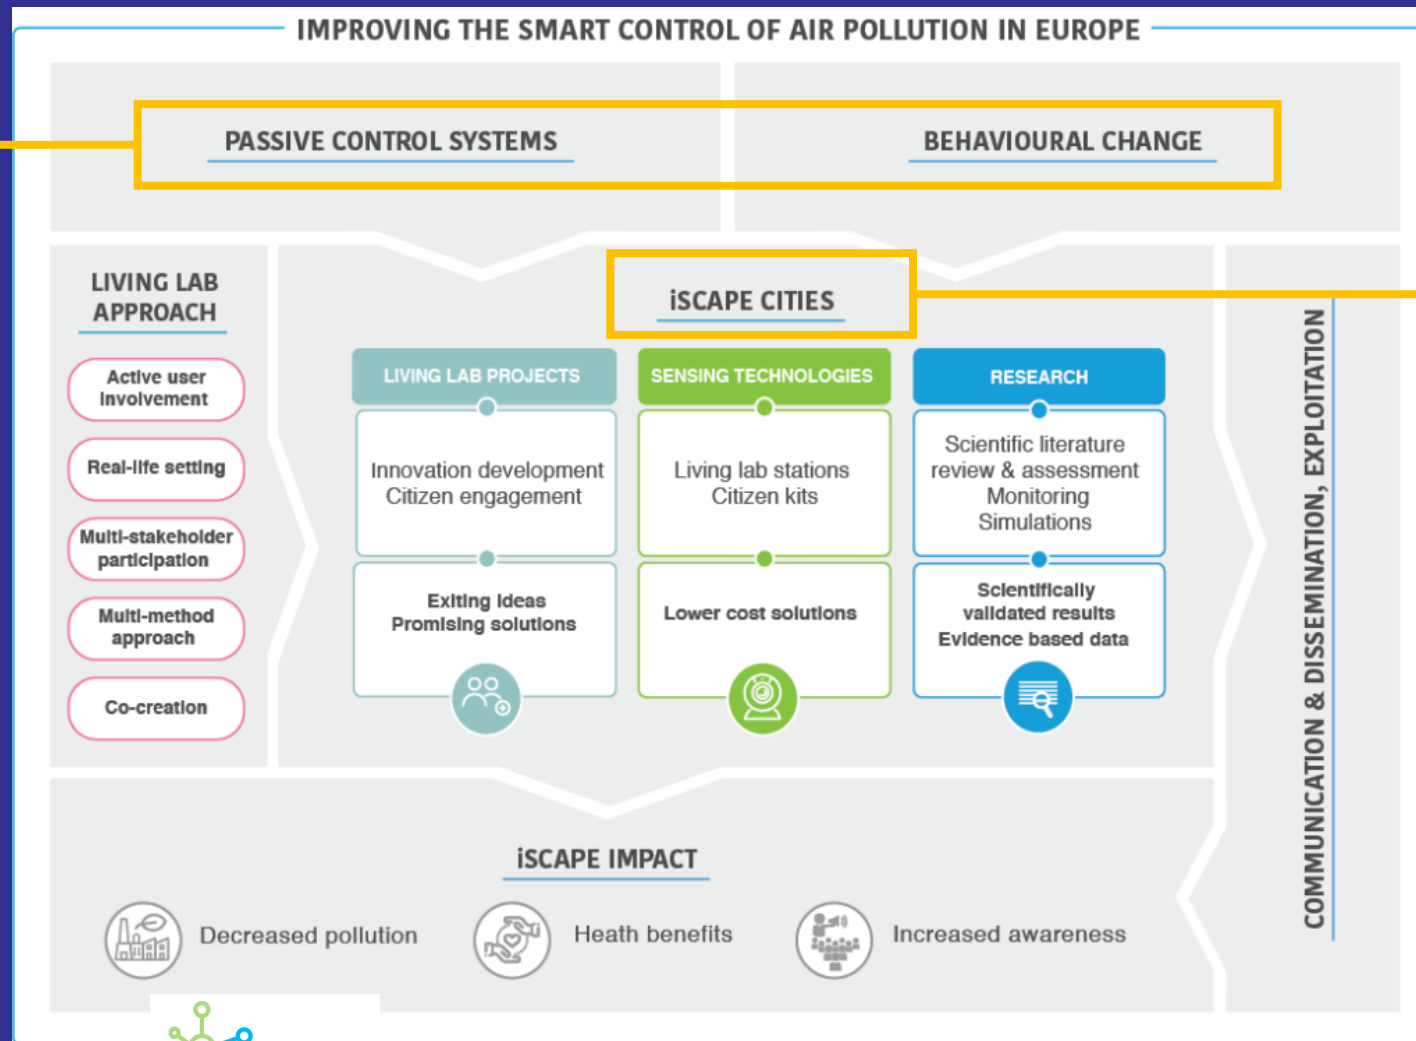 IMPROVING THE SMART CONTROL OF AIR POLLUTION IN EUROPE
PASSIVE CONTROL SYSTEMS
BEHAVIOURAL CHANGE
LIVING LAB
APPROACH
Active user
Involvement
Real-life setting
Multi-stakeholder
participation
Multi-method
approach
Co-creation
iSCAPE CITIES
LIVING LAB PROJECTS
Innovation development
Citizen engagement
Exiting Ideas
Promising solutions
SENSING TECHNOLOGIES
Living lab stations
Citizen kits
Lower cost solutions
RESEARCH
Scientific literature
review & assessment
Monitoring
Simulations
Scientifically
validated results
Evidence based data
COMMUNICATION & DISSEMINATION, EXPLOITATION
iSCAPE IMPACT
Decreased pollution
Heath benefits
Increased awareness